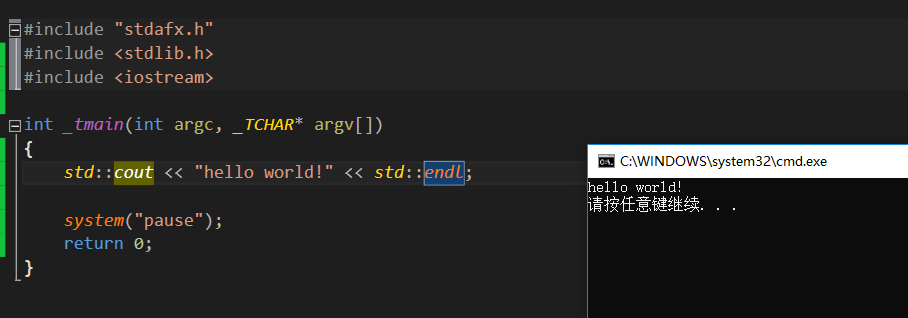 #include "stdafx.h"
#include <stdlib.h>
#include <iostream>
int _tmain(int argc, _TCHAR* argv[])
{
std::cout << "hello world!" << std::endl;
system("pause");
return 0;
}
C:\WINDOWS\system32\cmd.exe
hello world!
请按任意键继续. . .